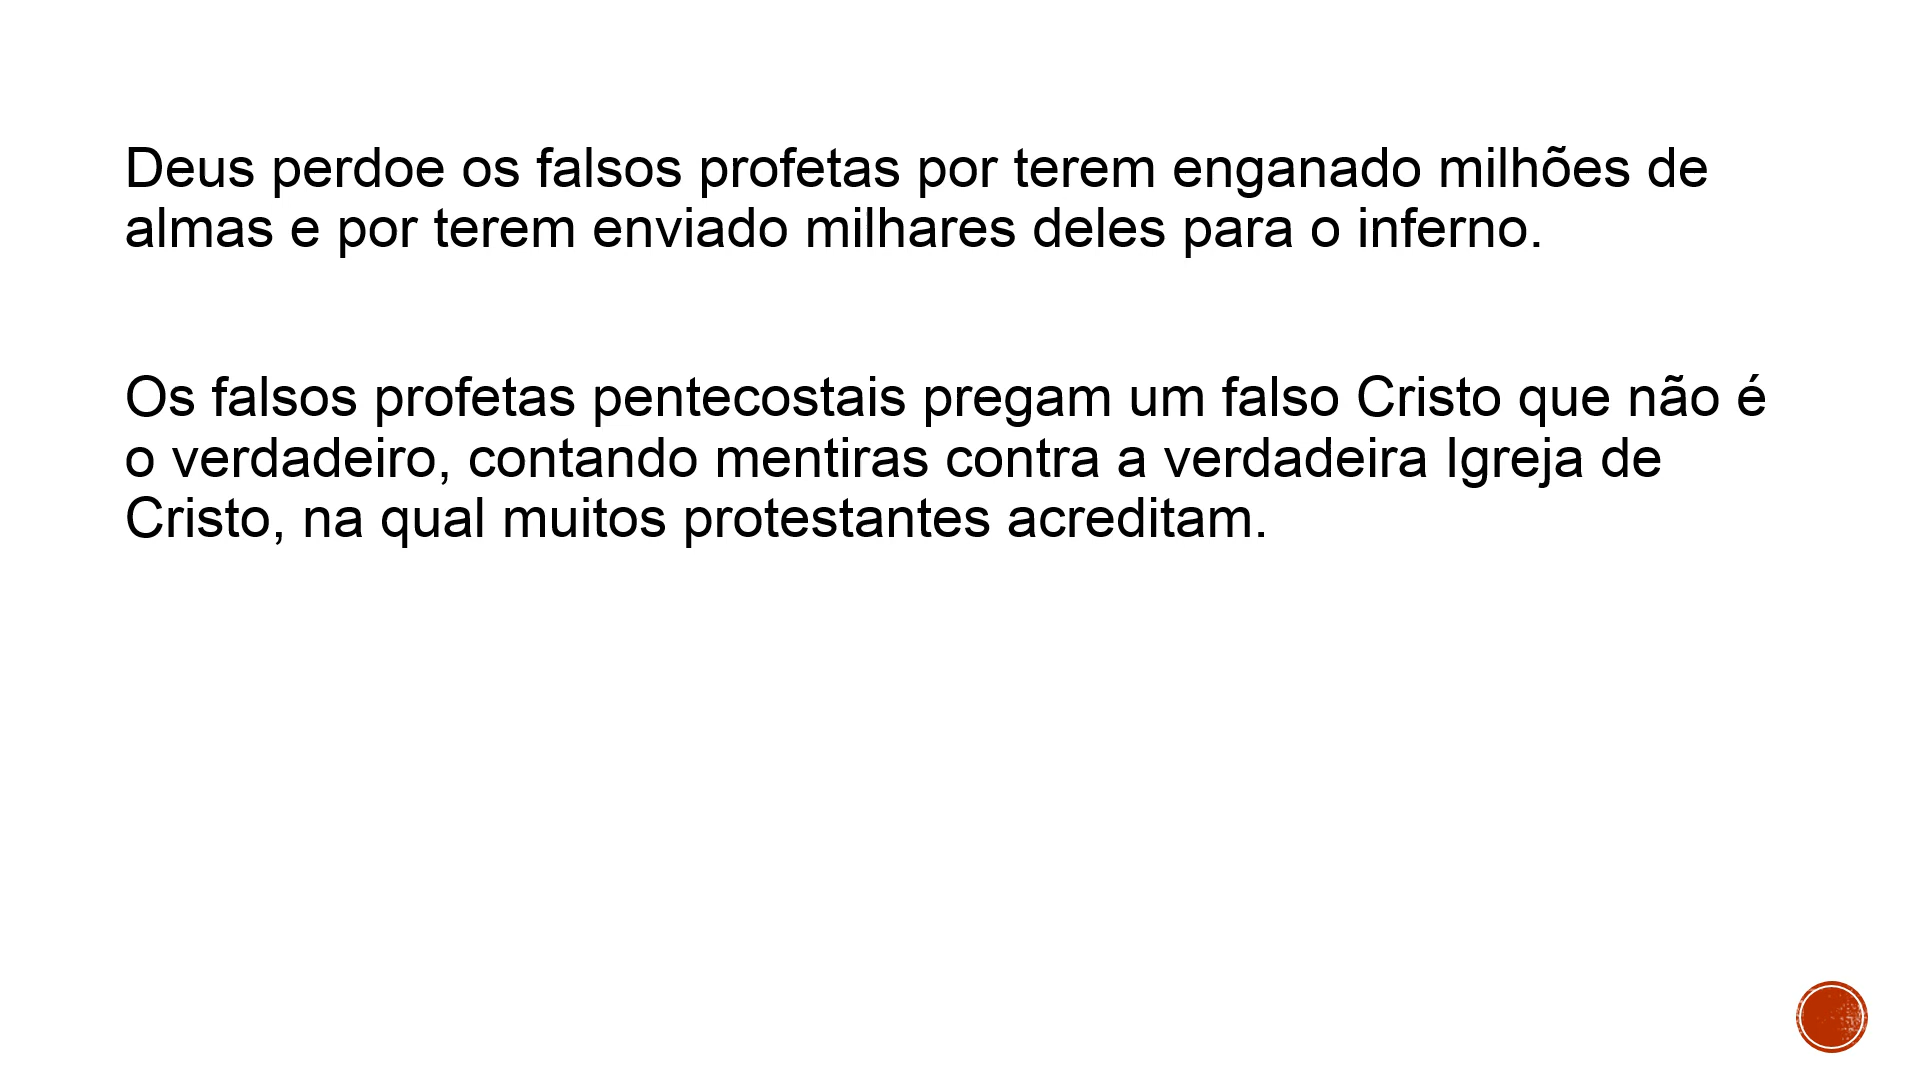 Deus perdoe os falsos profetas por terem enganado milhões de
almas e por terem enviado milhares deles para o inferno.
Os falsos profetas pentecostais pregam um falso Cristo que não é
o verdadeiro, contando mentiras contra a verdadeira Igreja de
Cristo, na qual muitos protestantes acreditam.